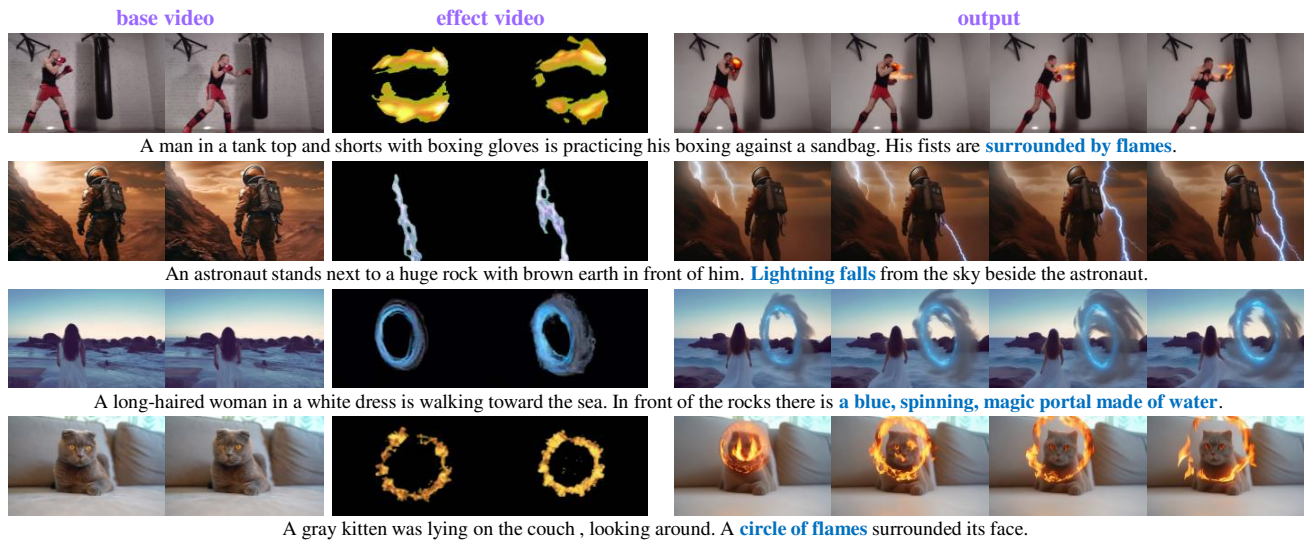 base video
effect video
output
A man in a tank top and shorts with boxing gloves is practicing his boxing against a sandbag. His fists are surrounded by flames.
An astronaut stands next to a huge rock with brown earth in front of him. Lightning falls from the sky beside the astronaut.
A long-haired woman in a white dress is walking toward the sea. In front of the rocks there is a blue, spinning, magic portal made of water.
A gray kitten was lying on the couch , looking around. A circle of flames surrounded its face.